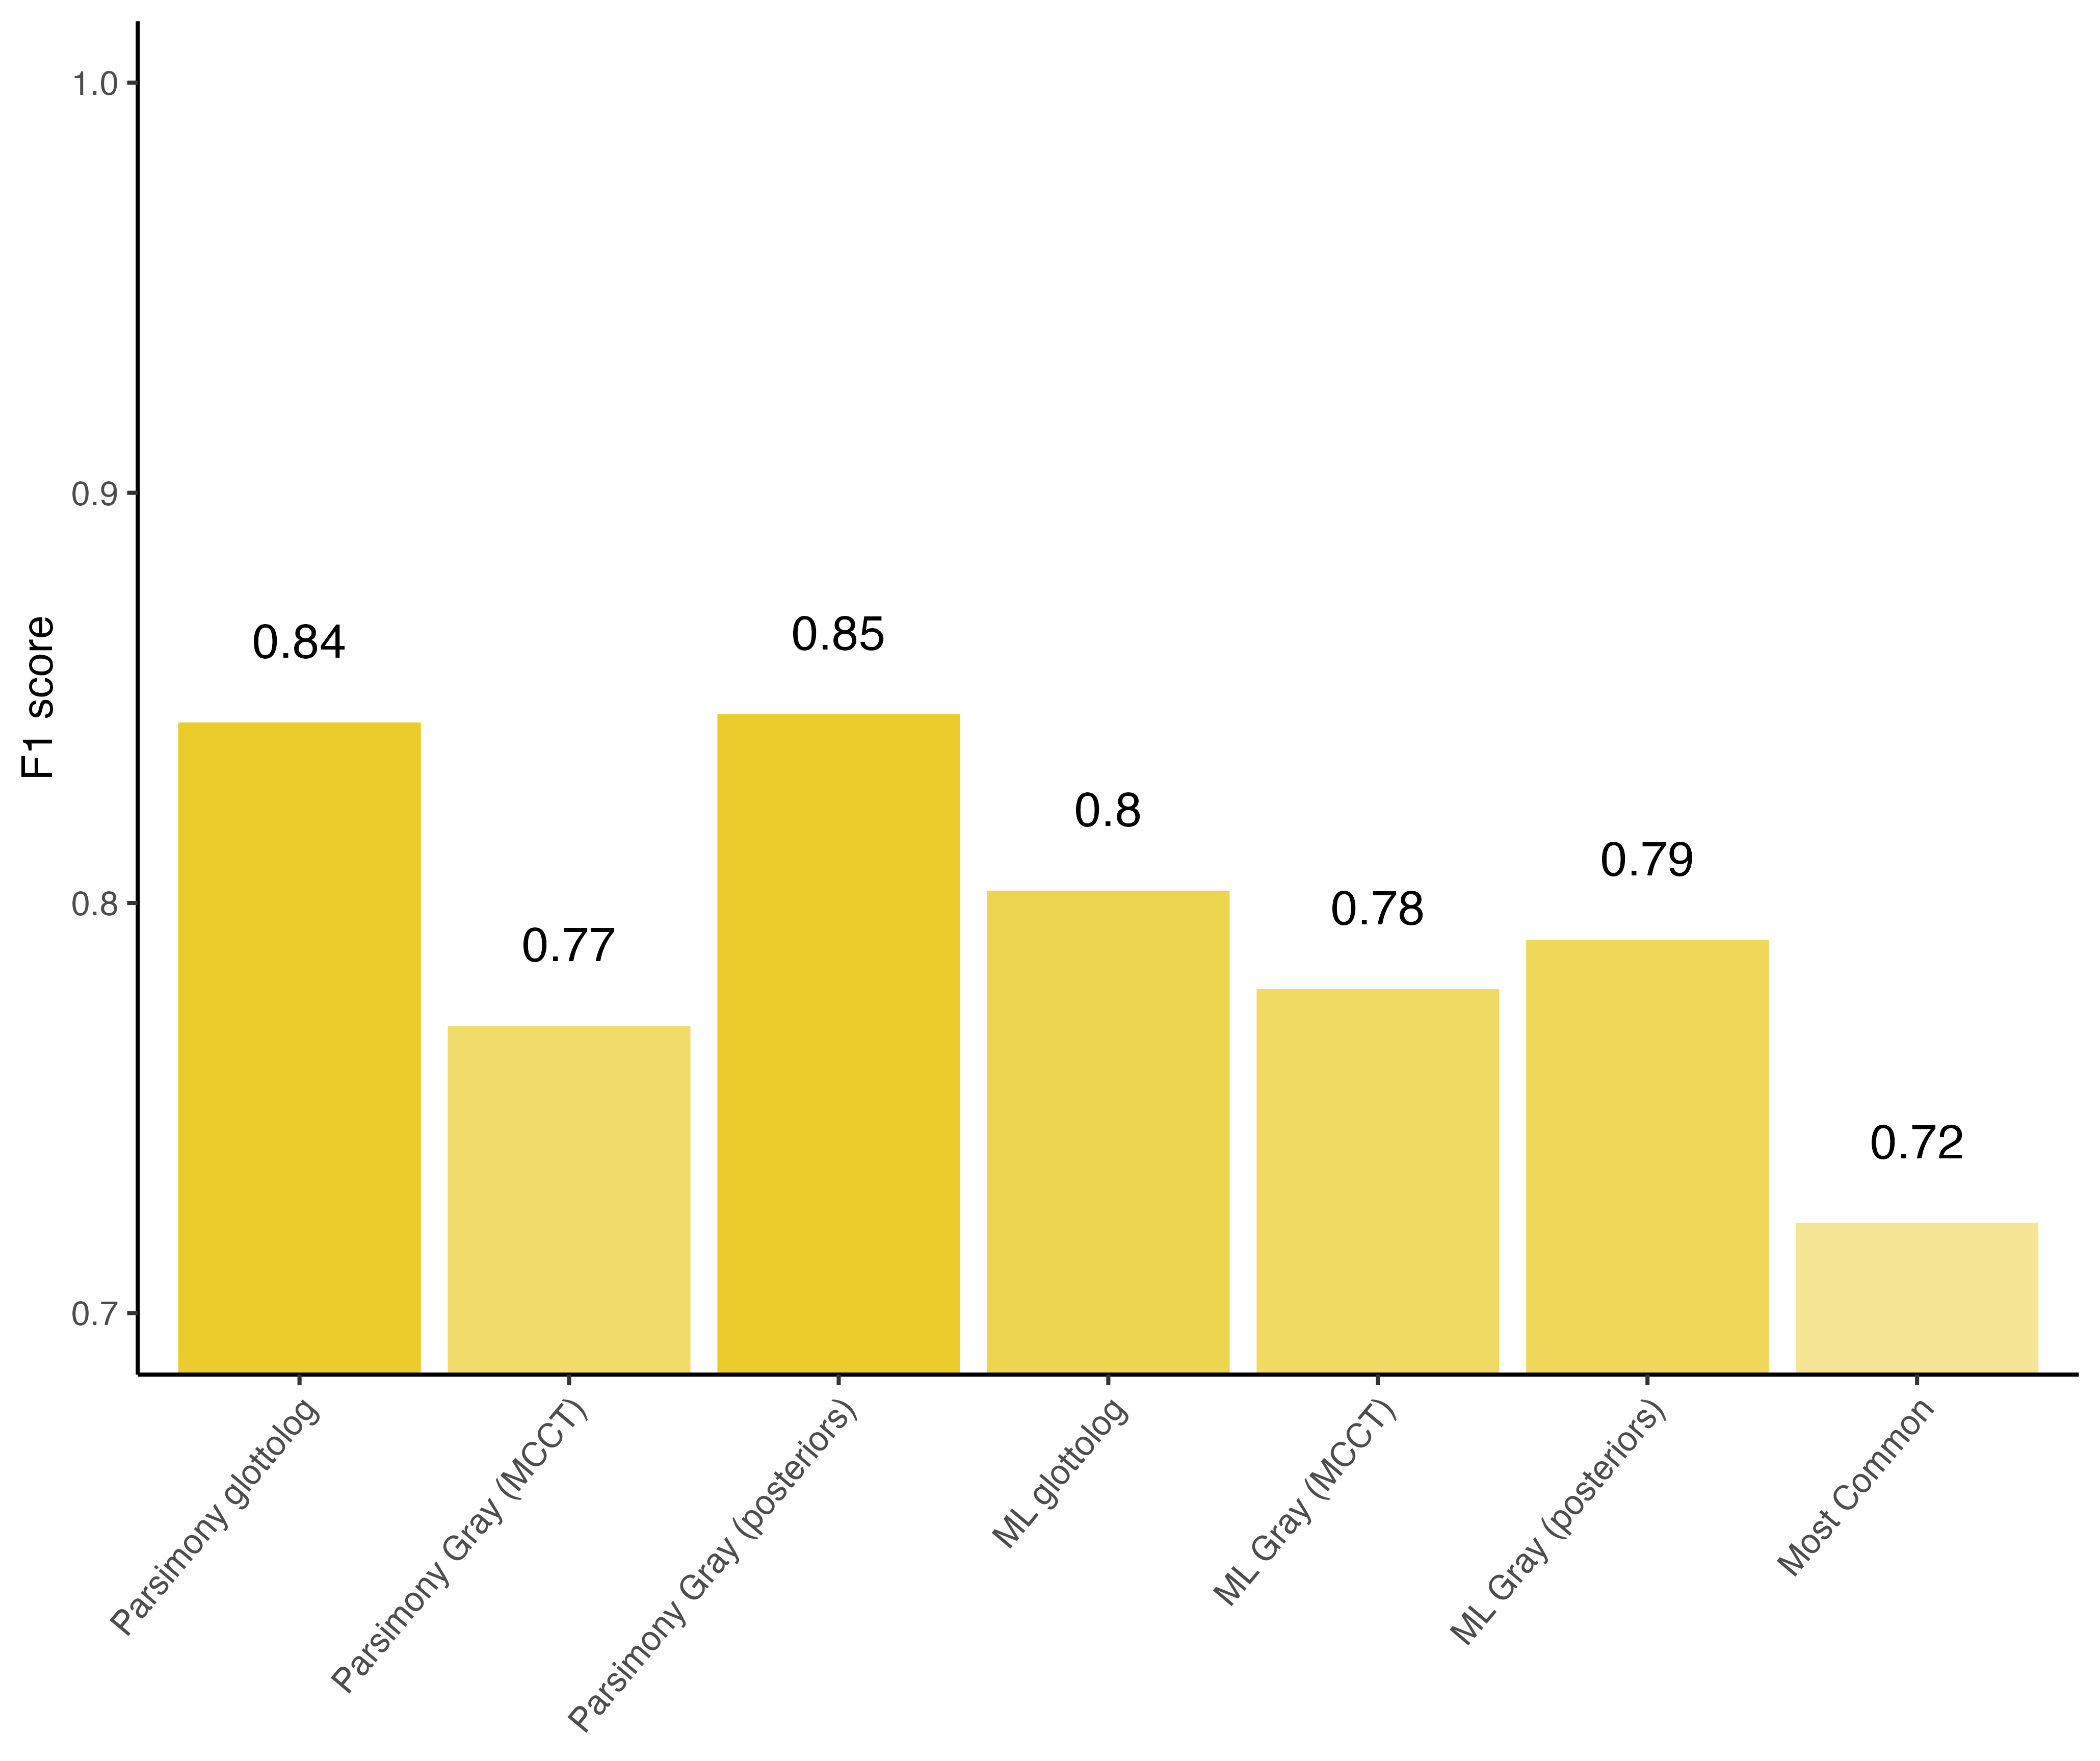 F1 score
1.0
0.9
0.8
0.7
0.84
0.77
0.85
0.8
0.78
0.79
0.72
Parsimony glottolog
Parsimony Gray (MCCT)
Parsimony Gray (posteriors)
ML glottolog
ML Gray (MCCT)
ML Gray (posteriors)
Most Common